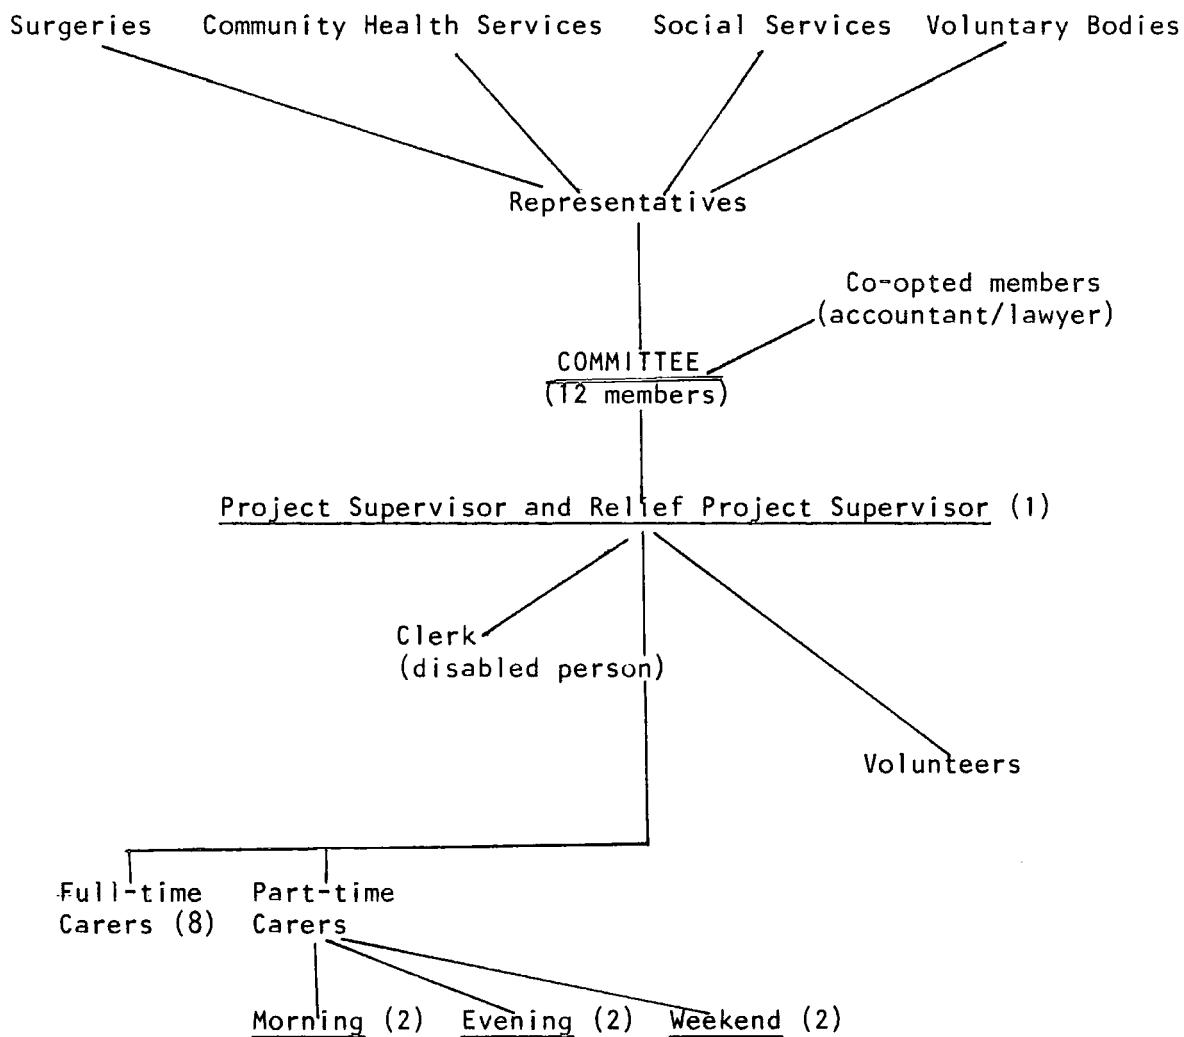 Surgeries Community Health Services Social Services Voluntary Bodies
Representatives
Co-opted members
(accountant/lawyer)
COMMITTEE
(12 members)
Project Supervisor and Relief Project Supervisor (1)
Clerk
(disabled person)
Volunteers
Full-time Part-time
Carers (8) Carers
Morning (2) Evening (2) Weekend (2)